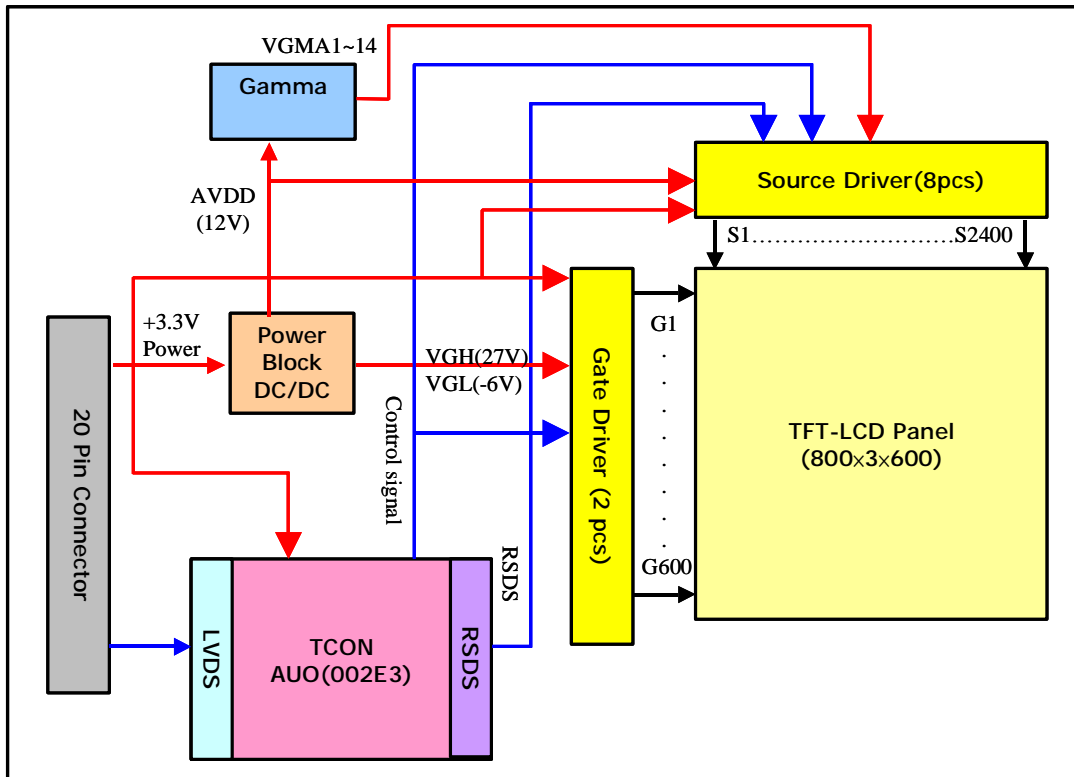 VGMA1~14
Gamma
AVDD
(12V)
Source Driver(8pcs)
S1...........................S2400
+3.3V
Power
Power
Block
DC/DC
VGH(27V)
VGL(-6V)
G1
Gate Driver (2 pcs)
G600
TFT-LCD Panel
(800×3×600)
20 Pin Connector
Control signal
RSDS
LVDS
TCON
AUO(002E3)
RSDS